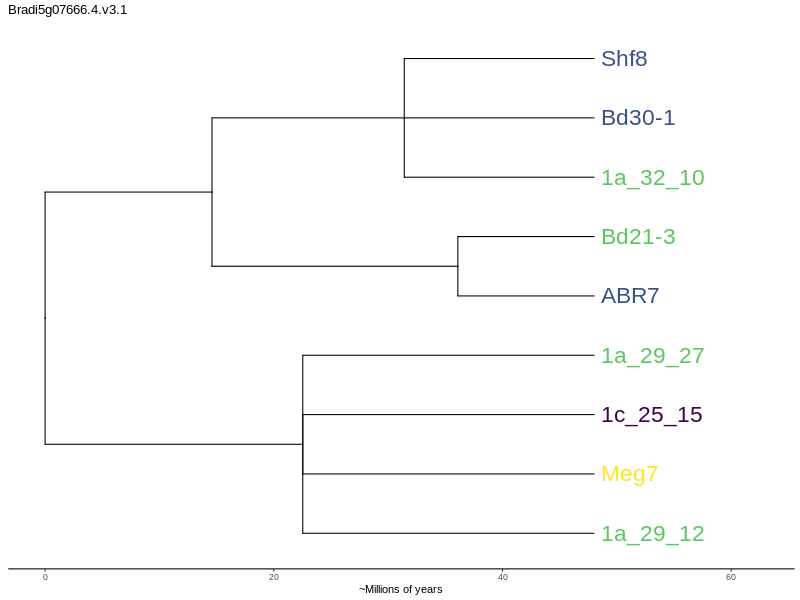 Bradi5g07666.4.v3.1
Shf8
Bd30-1
1a_32_10
Bd21-3
ABR7
1a_29_27
1c_25_15
Meg7
1a_29_12
0 20 40 60
~Millions of years